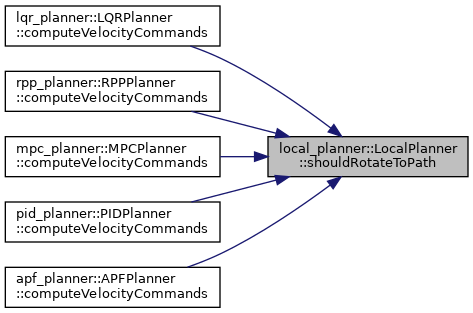 lqr_planner::LQRPlanner
::computeVelocityCommands
rpp_planner::RPPPlanner
::computeVelocityCommands
mpc_planner::MPCPlanner
::computeVelocityCommands
local_planner::LocalPlanner
::shouldRotateToPath
pid_planner::PIDPlanner
::computeVelocityCommands
apf_planner::APFPlanner
::computeVelocityCommands